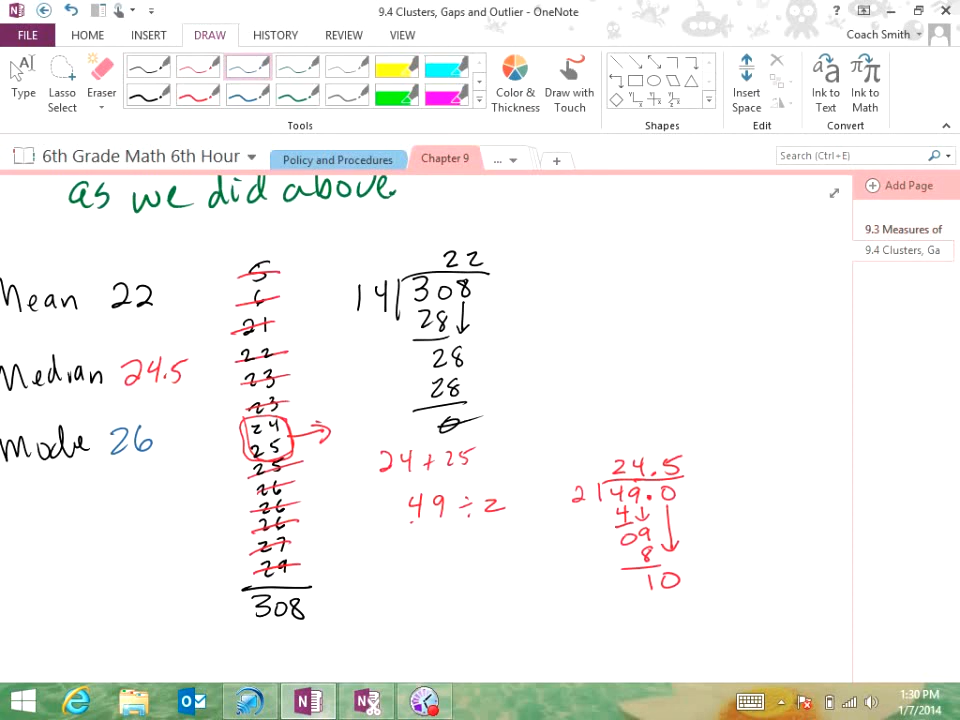 9.4 Clusters, Gaps and Outlier - OneNote
FILE HOME INSERT DRAW HISTORY REVIEW VIEW
Coach Smith
Type
Lasso Select
Eraser
Color & Thickness
Draw with Touch
Insert Space
Ink to Text
Ink to Math
Tools
Shapes
Edit
Convert
6th Grade Math 6th Hour
Policy and Procedures
Chapter 9
...
Search (Ctrl+E)
Add Page
9.3 Measures of
9.4 Clusters, Ga
as we did above
Mean 22
Median 24.5
Mode 26
5
6
21
22
23
23
24
25
25
26
26
26
27
29
308
22
14 308
28
28
28
0
24 + 25
49 ÷ 2
24.5
2 49.0
4
09
8
10
1:30 PM
1/7/2014